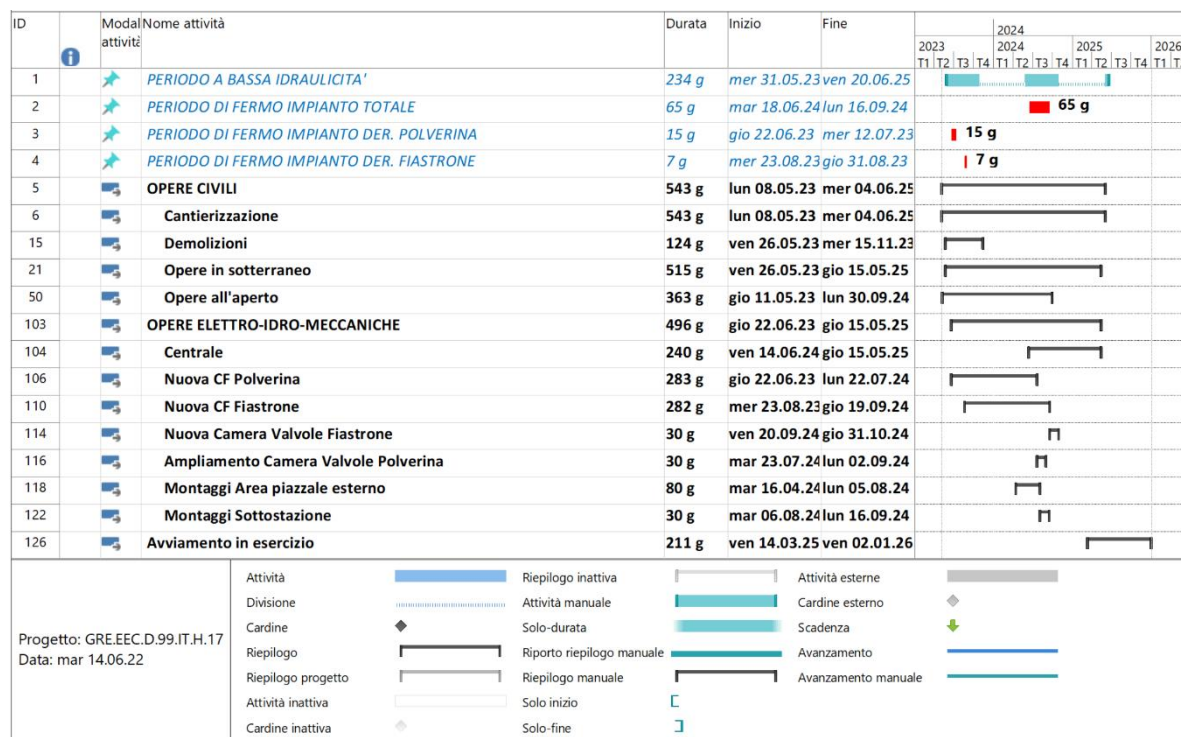 ID Modal attività Nome attività Durata Inizio Fine
2024
2023 2024 2025 2026
T1 T2 T3 T4 T1 T2 T3 T4 T1 T2 T3 T4 T1 T
1 PERIODO A BASSA IDRAULICITA' 234 g mer 31.05.23 ven 20.06.25
2 PERIODO DI FERMO IMPIANTO TOTALE 65 g mar 18.06.24 lun 16.09.24 65 g
3 PERIODO DI FERMO IMPIANTO DER. POLVERINA 15 g gio 22.06.23 mer 12.07.23 15 g
4 PERIODO DI FERMO IMPIANTO DER. FIASTRONE 7 g mer 23.08.23 gio 31.08.23 7 g
5 OPERE CIVILI 543 g lun 08.05.23 mer 04.06.25
6 Cantierizzazione 543 g lun 08.05.23 mer 04.06.25
15 Demolizioni 124 g ven 26.05.23 mer 15.11.23
21 Opere in sotterraneo 515 g ven 26.05.23 gio 15.05.25
50 Opere all'aperto 363 g gio 11.05.23 lun 30.09.24
103 OPERE ELETTRO-IDRO-MECCANICHE 496 g gio 22.06.23 gio 15.05.25
104 Centrale 240 g ven 14.06.24 gio 15.05.25
106 Nuova CF Polverina 283 g gio 22.06.23 lun 22.07.24
110 Nuova CF Fiastrone 282 g mer 23.08.23 gio 19.09.24
114 Nuova Camera Valvole Fiastrone 30 g ven 20.09.24 gio 31.10.24
116 Ampliamento Camera Valvole Polverina 30 g mar 23.07.24 lun 02.09.24
118 Montaggi Area piazzale esterno 80 g mar 16.04.24 lun 05.08.24
122 Montaggi Sottostazione 30 g mar 06.08.24 lun 16.09.24
126 Avviamento in esercizio 211 g ven 14.03.25 ven 02.01.26
Progetto: GRE.EEC.D.99.IT.H.17
Data: mar 14.06.22
Attività Riepilogo inattiva Attività esterne
Divisione Attività manuale Cardine esterno
Cardine Solo-durata Scadenza
Riepilogo Riporto riepilogo manuale Avanzamento
Riepilogo progetto Riepilogo manuale Avanzamento manuale
Attività inattiva Solo inizio
Cardine inattiva Solo-fine